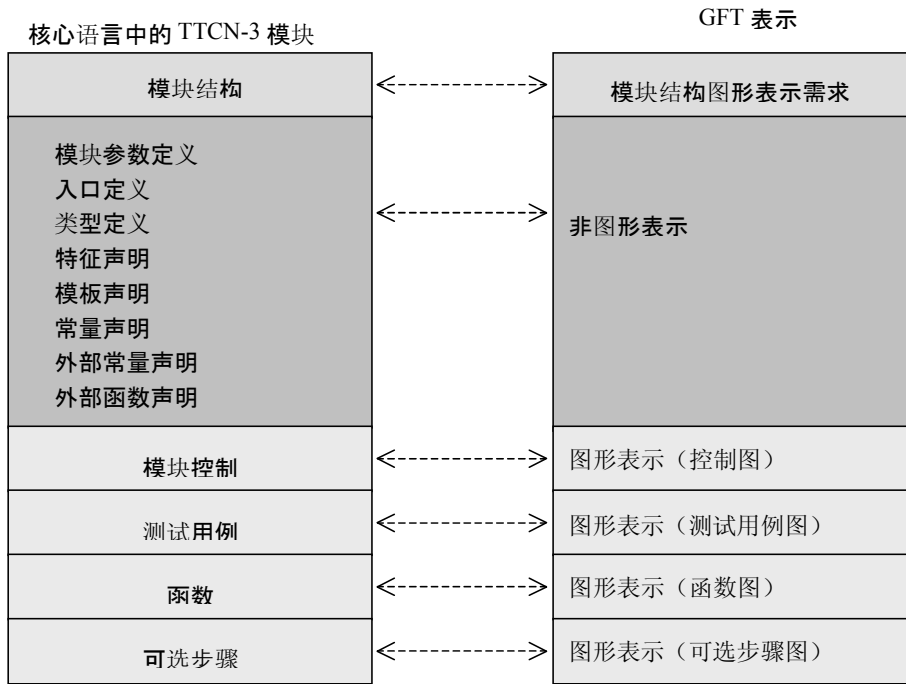 核心语言中的 TTCN-3 模块
GFT 表示
模块结构
模块结构图形表示需求
模块参数定义
入口定义
类型定义
特征声明
模板声明
常量声明
外部常量声明
外部函数声明
非图形表示
模块控制
图形表示（控制图）
测试用例
图形表示（测试用例图）
函数
图形表示（函数图）
可选步骤
图形表示（可选步骤图）